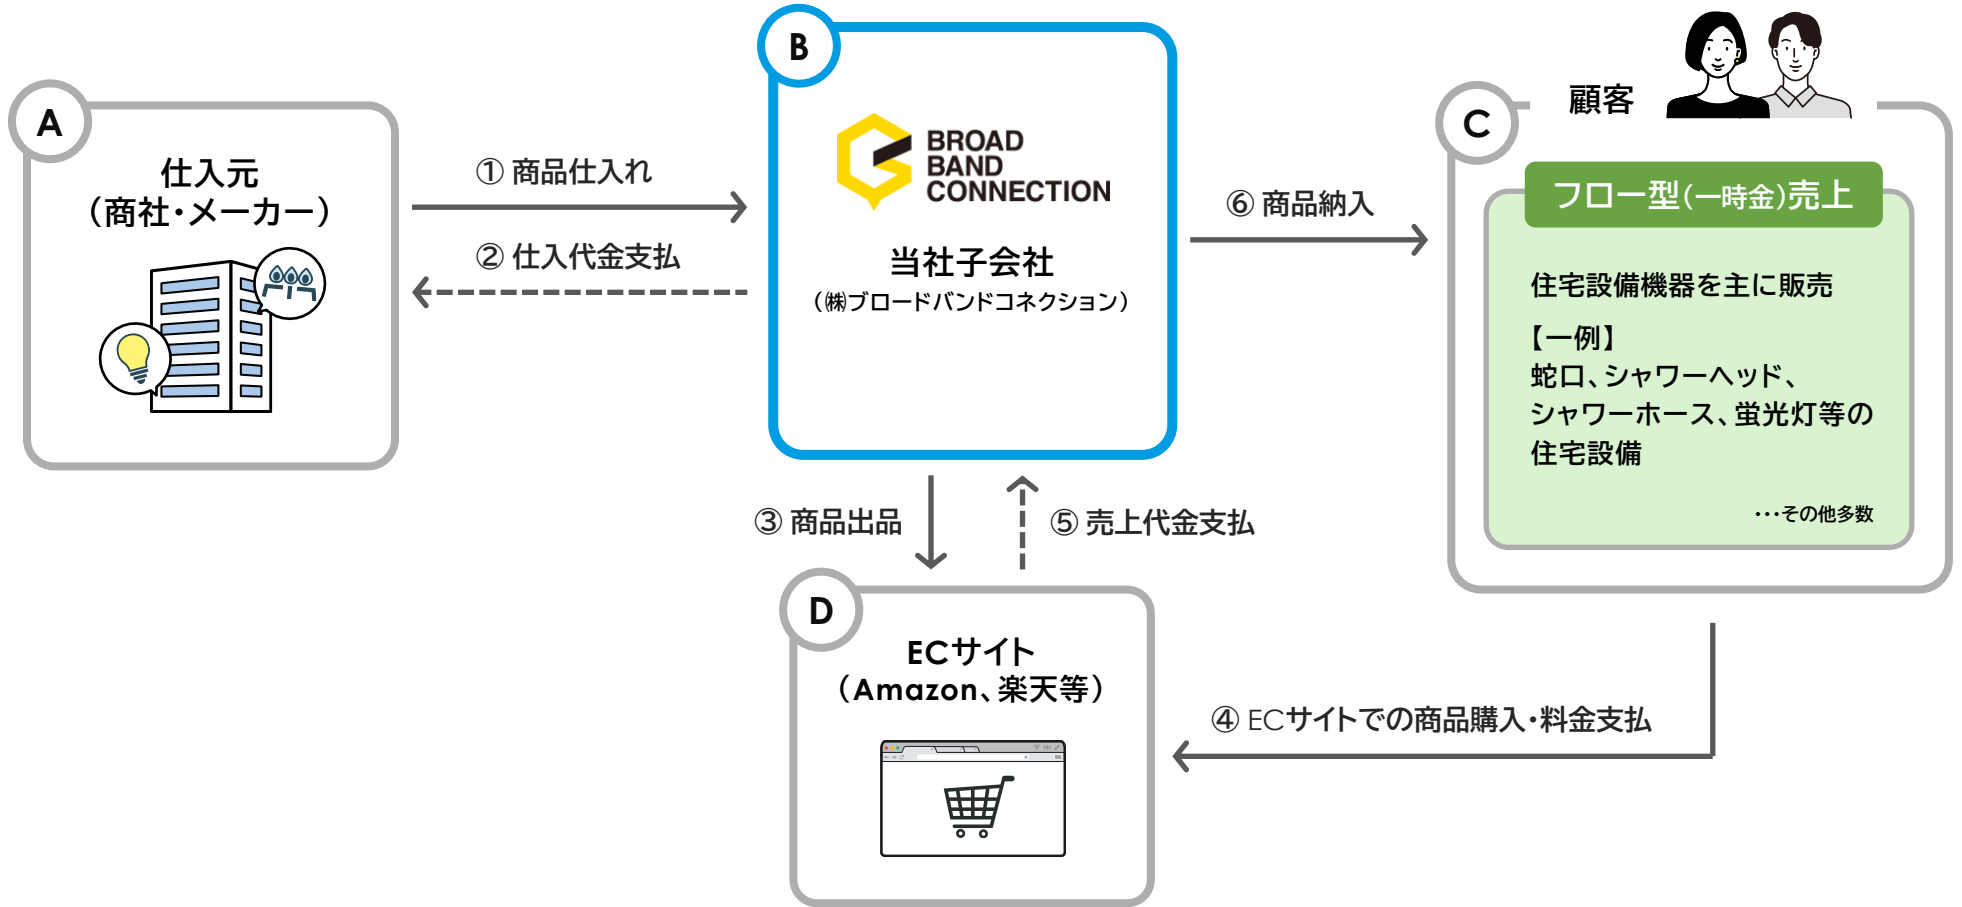 A
仕入元
（商社・メーカー）
① 商品仕入れ
② 仕入代金支払
B
BROAD
BAND
CONNECTION
当社子会社
（㈱ブロードバンドコネクション）
⑥ 商品納入
C
顧客
フロー型（一時金）売上
住宅設備機器を主に販売
【一例】
蛇口、シャワーヘッド、
シャワーホース、蛍光灯等の
住宅設備
…その他多数
③ 商品出品
⑤ 売上代金支払
D
ECサイト
（Amazon、楽天等）
④ ECサイトでの商品購入・料金支払